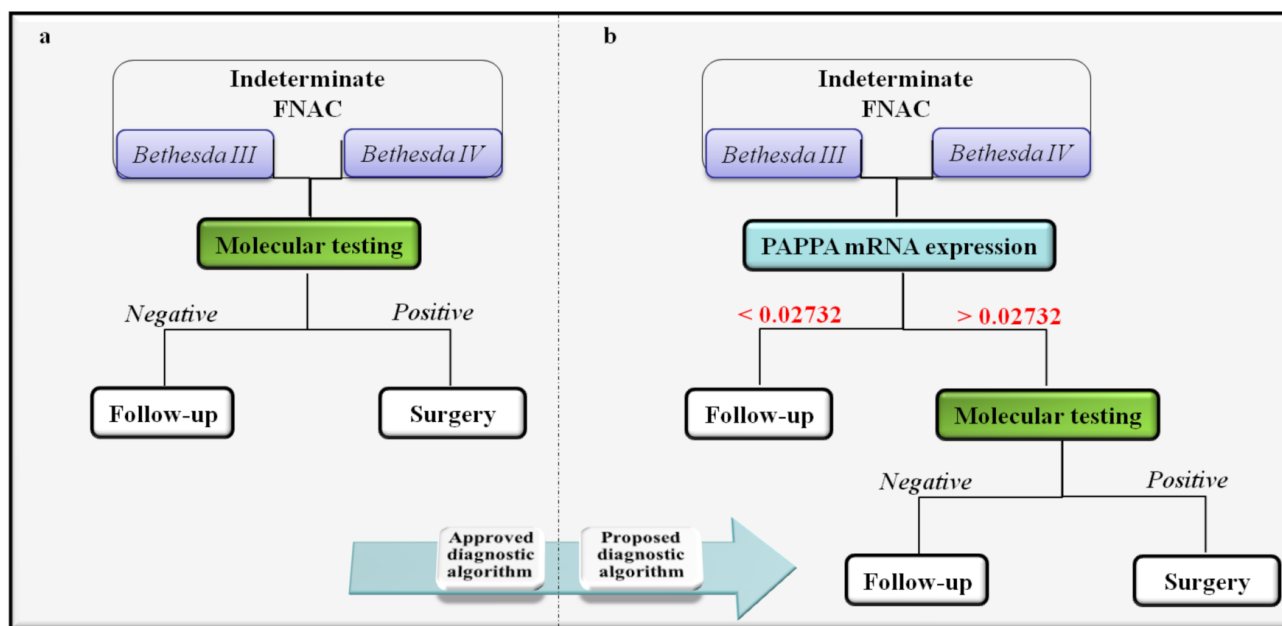 a
Indeterminate
FNAC
Bethesda III
Bethesda IV
Molecular testing
Negative
Positive
Follow-up
Surgery
b
Indeterminate
FNAC
Bethesda III
Bethesda IV
PAPPA mRNA expression
< 0.02732
> 0.02732
Follow-up
Molecular testing
Negative
Positive
Follow-up
Surgery
Approved
diagnostic
algorithm
Proposed
diagnostic
algorithm